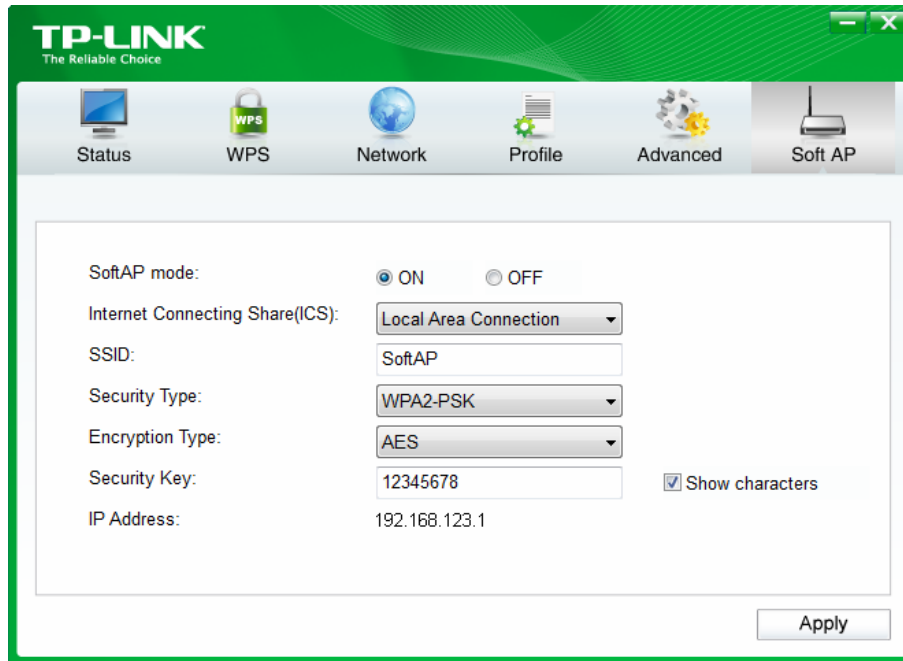 TP-LINK
The Reliable Choice
WPS
Status WPS Network Profile Advanced Soft AP
SoftAP mode: ON OFF
Internet Connecting Share(ICS): Local Area Connection
SSID: SoftAP
Security Type: WPA2-PSK
Encryption Type: AES
Security Key: 12345678 Show characters
IP Address: 192.168.123.1
Apply